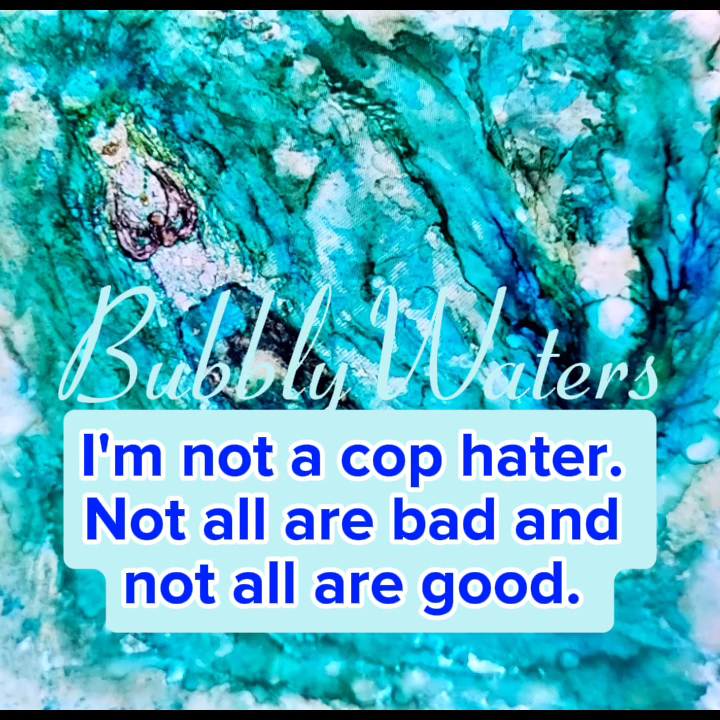 Bubbly Waters
I'm not a cop hater.
Not all are bad and
not all are good.